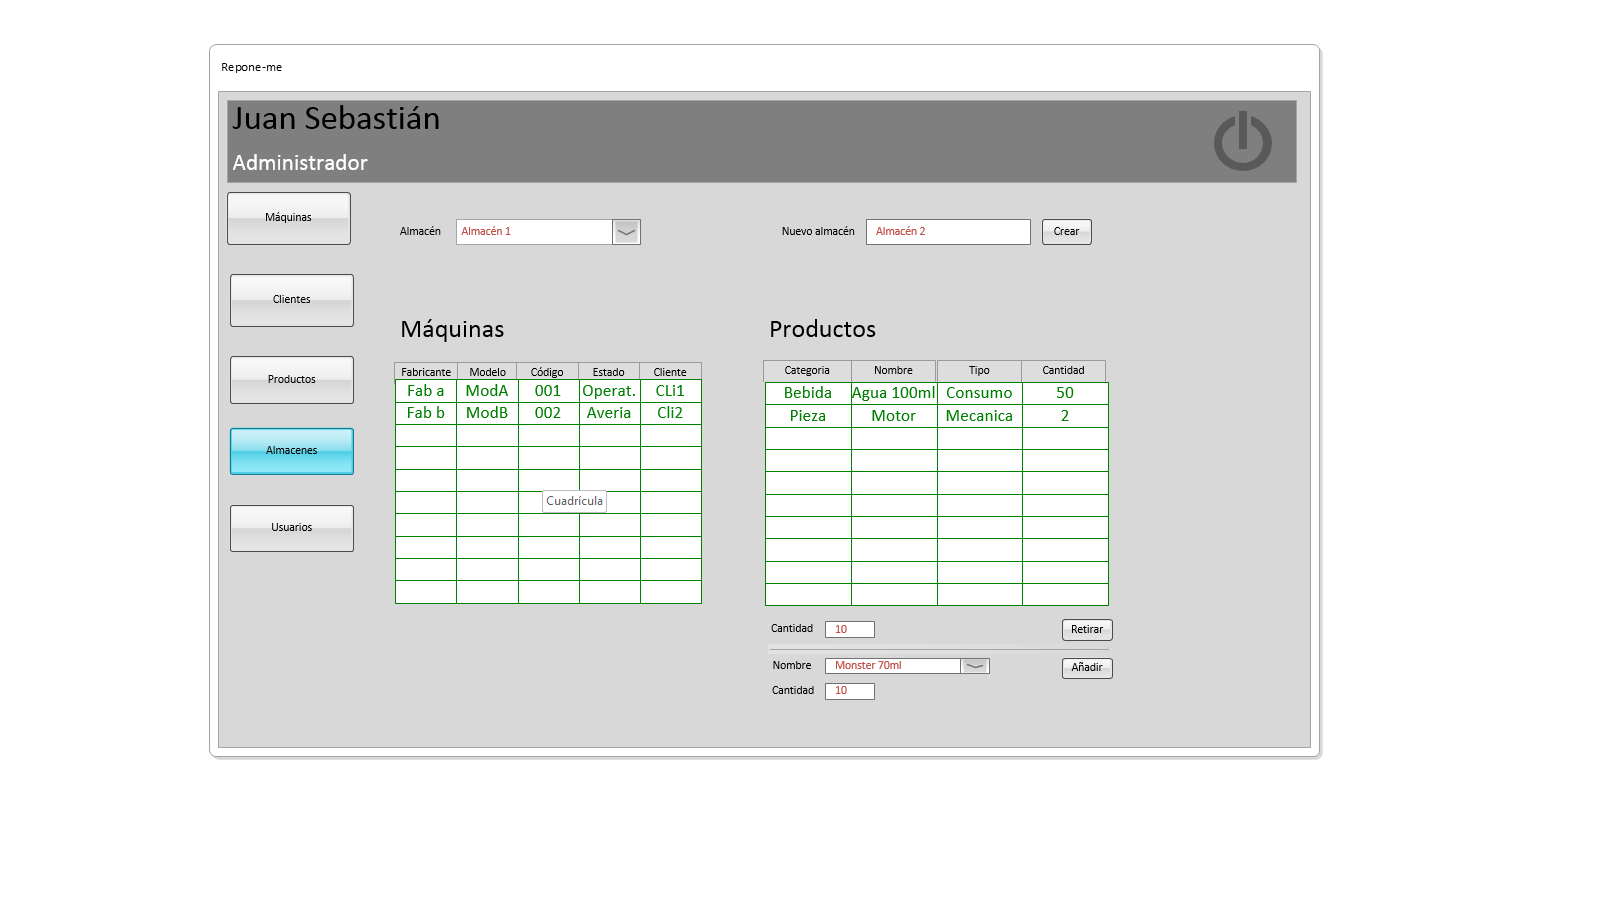 Repone-me
Juan Sebastián
Administrador
Máquinas
Clientes
Productos
Almacenes
Usuarios
Almacén Almacén 1 Nuevo almacén Almacén 2 Crear
Máquinas
Fabricante Modelo Código Estado Cliente
Fab a ModA 001 Operat. CLi1
Fab b ModB 002 Averia Cli2
Cuadrícula
Productos
Categoria Nombre Tipo Cantidad
Bebida Agua 100ml Consumo 50
Pieza Motor Mecanica 2
Cantidad 10 Retirar
Nombre Monster 70ml Añadir
Cantidad 10